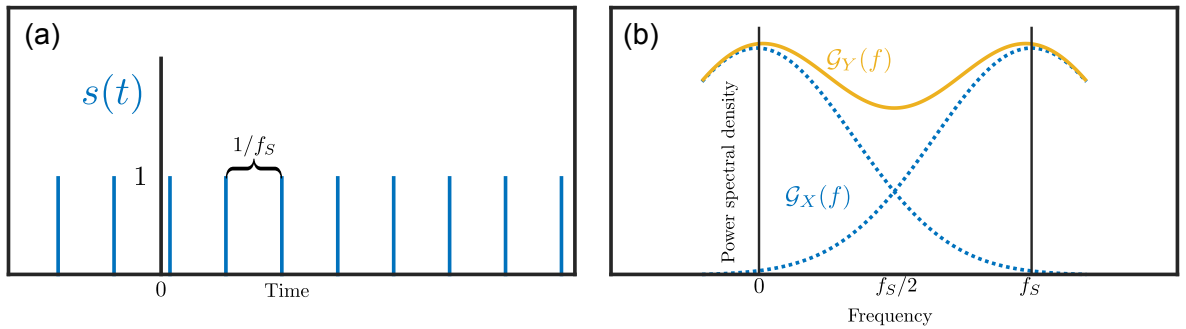 (a)
s(t)
1/f_S
1
0
Time
(b)
𝒢_Y(f)
Power spectral density
𝒢_X(f)
0
f_S/2
f_S
Frequency